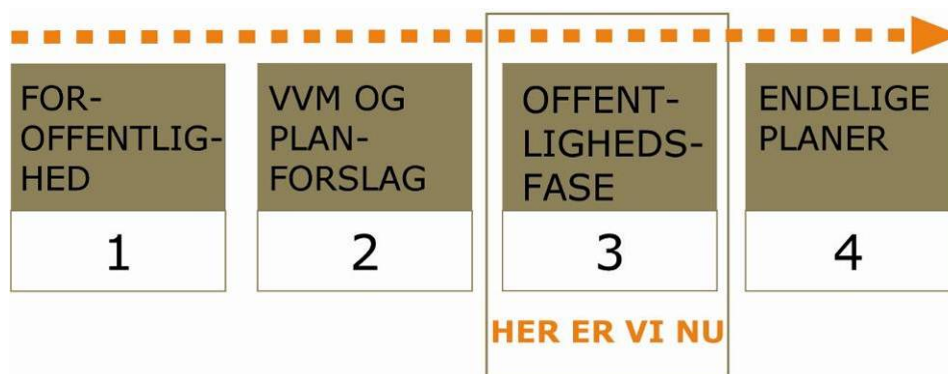 FOR-
OFFENTLIG-
HED
1
VVM OG
PLAN-
FORSLAG
2
OFFENT-
LIGHEDS-
FASE
3
HER ER VI NU
ENDELIGE
PLANER
4